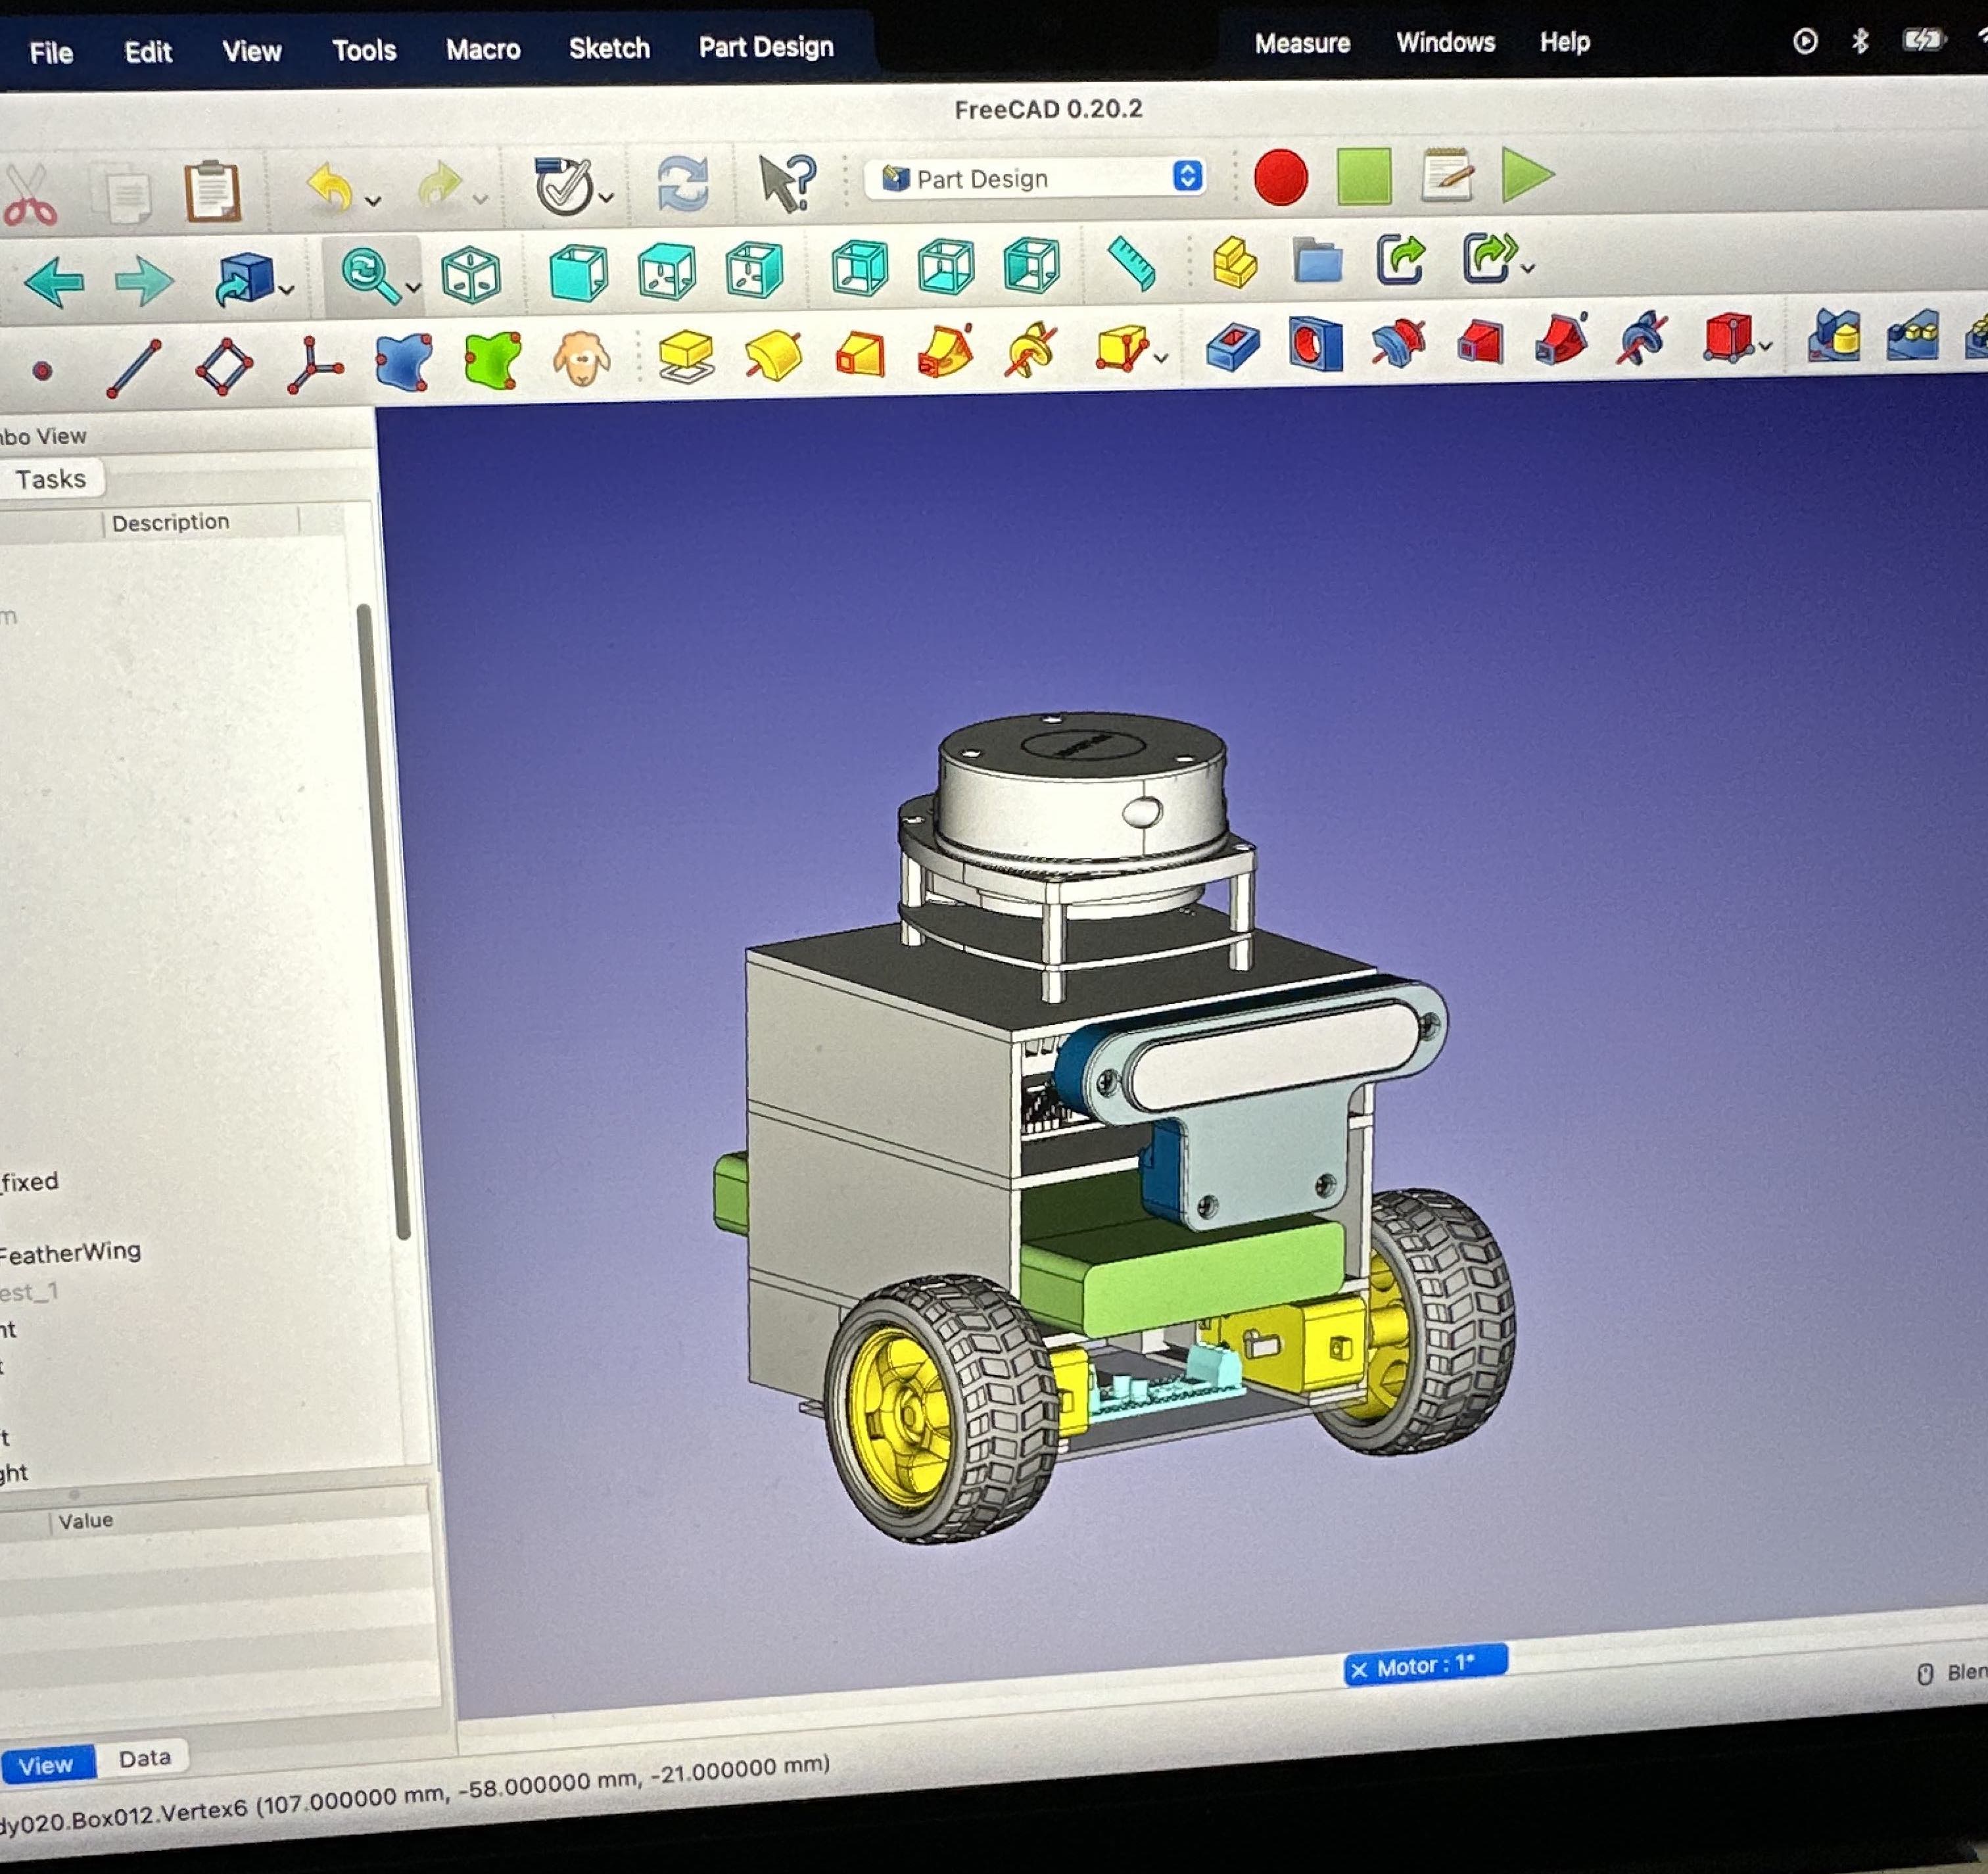 File Edit View Tools Macro Sketch Part Design Measure Windows Help
FreeCAD 0.20.2
Part Design
bo View
Tasks
Description
m
_fixed
FeatherWing
est_1
ht
t
t
ght
Value
Motor : 1*
Blen
View Data
dy020.Box012.Vertex6 (107.000000 mm, -58.000000 mm, -21.000000 mm)